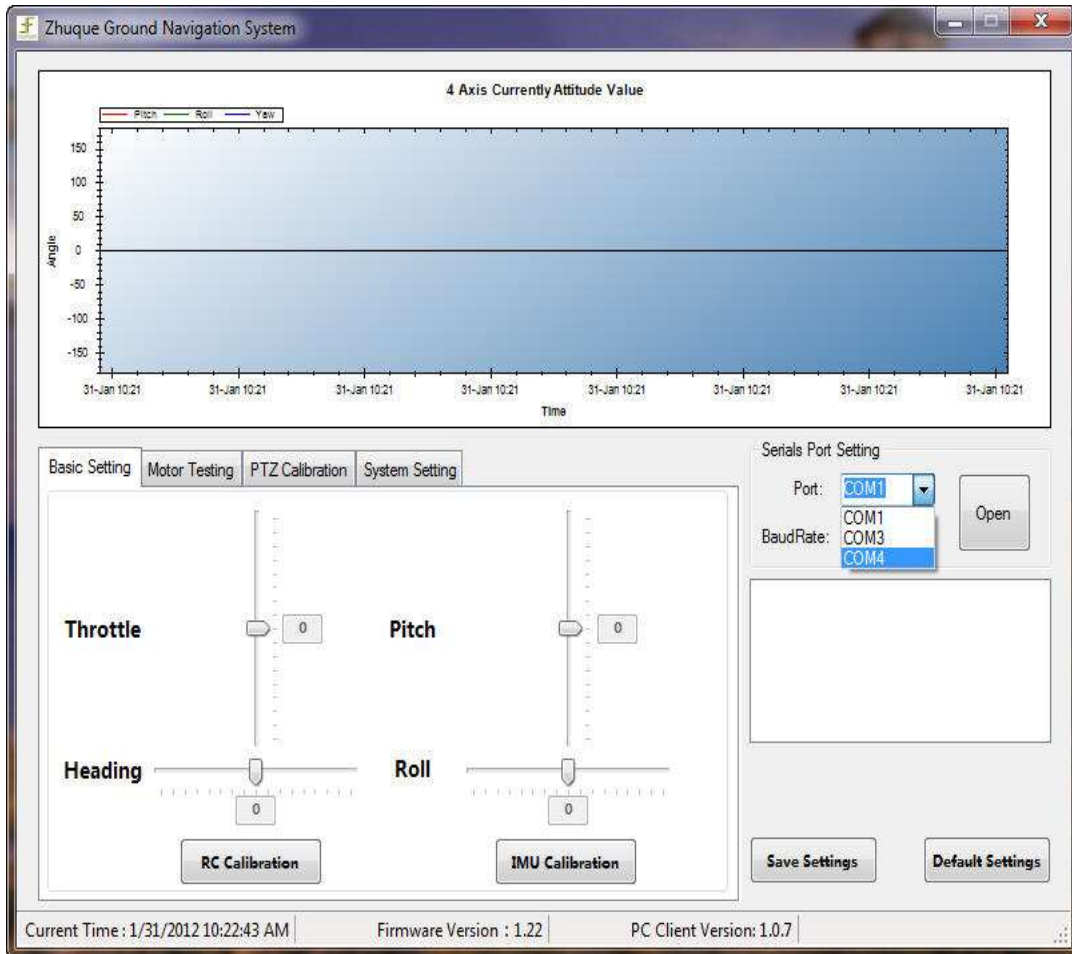 Zhuque Ground Navigation System
4 Axis Currently Attitude Value
Pitch Roll Yaw
150
100
50
0
-50
-100
-150
Angle
31-Jan 10:21 31-Jan 10:21 31-Jan 10:21 31-Jan 10:21 31-Jan 10:21 31-Jan 10:21 31-Jan 10:21 31-Jan 10:21
Time
Basic Setting Motor Testing PTZ Calibration System Setting
Throttle 0 Pitch 0
Heading Roll
0 0
RC Calibration IMU Calibration
Serials Port Setting
Port: COM1
COM1
COM3
COM4
BaudRate:
Open
Save Settings Default Settings
Current Time : 1/31/2012 10:22:43 AM Firmware Version : 1.22 PC Client Version: 1.0.7